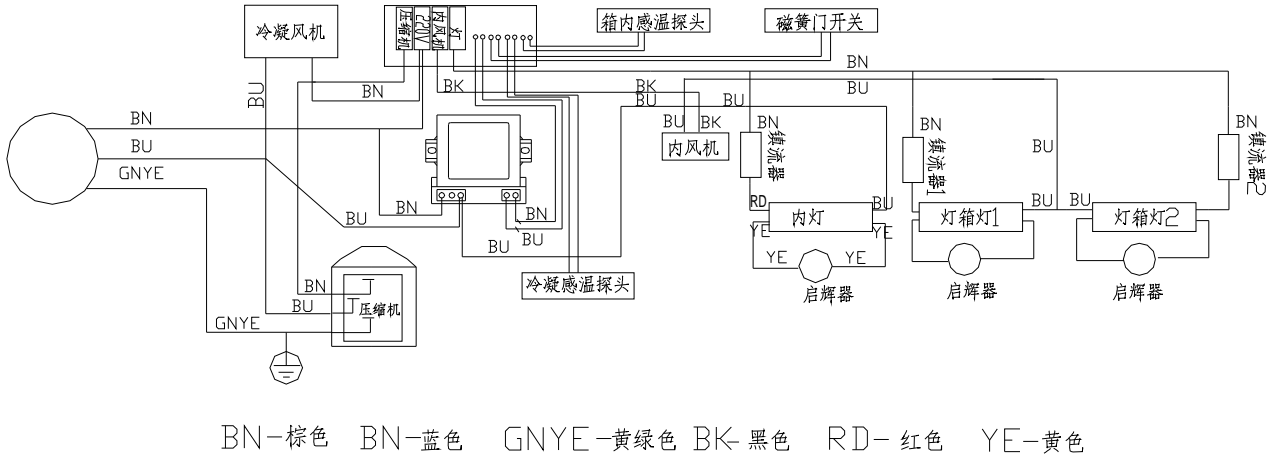 冷凝风机
压缩机
220V
内风机
灯
箱内感温探头
磁簧门开关
BN
BU
BN
BK
BK
BU
BU
BU
BN
BU
BU
BK
内风机
BN
镇流器
BN
镇流器1
BU
BN
镇流器2
BN
BU
GNYE
BN
BU
BN
BU
BU
RD
内灯
BU
YE
YE
YE
YE
启辉器
灯箱灯1
BU
BU
灯箱灯2
启辉器
启辉器
冷凝感温探头
BN
BU
压缩机
GNYE
BN-棕色 BN-蓝色 GNYE-黄绿色 BK-黑色 RD-红色 YE-黄色